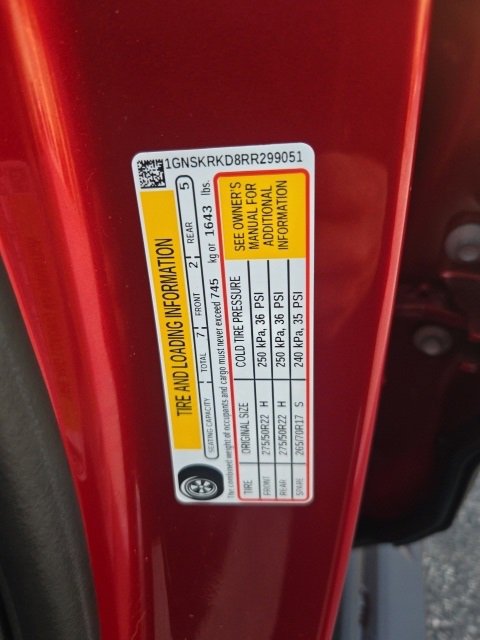 1GNSKRKD8RR299051
TIRE AND LOADING INFORMATION
SEATING CAPACITY TOTAL 7 FRONT 2 REAR 5
The combined weight of occupants and cargo must never exceed 745 kg or 1643 lbs.
TIRE ORIGINAL SIZE COLD TIRE PRESSURE
FRONT 275/50R22 H 250 kPa, 36 PSI
REAR 275/50R22 H 250 kPa, 36 PSI
SPARE 265/70R17 S 240 kPa, 35 PSI
SEE OWNER'S
MANUAL FOR
ADDITIONAL
INFORMATION